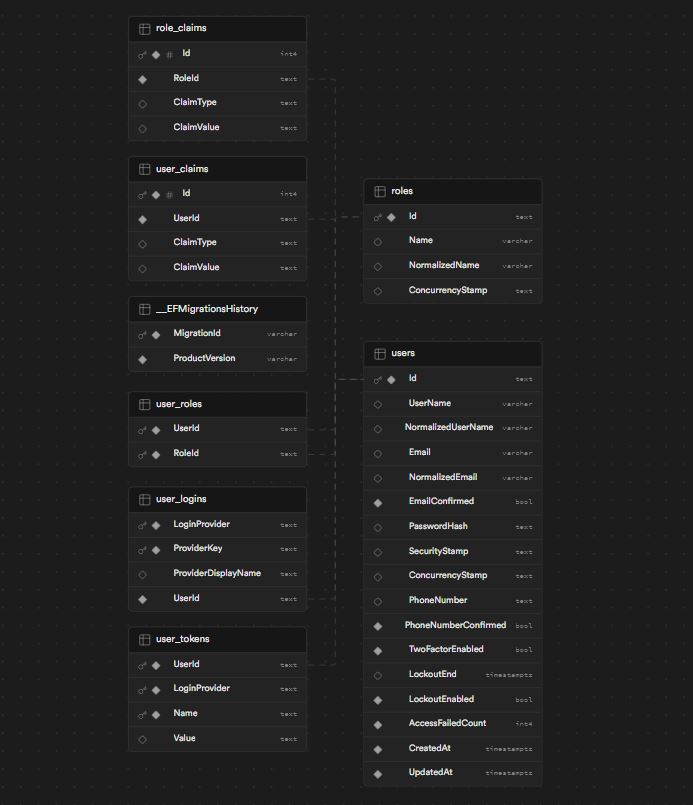 role_claims
# Id int4
RoleId text
ClaimType text
ClaimValue text
user_claims
# Id int4
UserId text
ClaimType text
ClaimValue text
__EFMigrationsHistory
MigrationId varchar
ProductVersion varchar
user_roles
UserId text
RoleId text
user_logins
LoginProvider text
ProviderKey text
ProviderDisplayName text
UserId text
user_tokens
UserId text
LoginProvider text
Name text
Value text
roles
Id text
Name varchar
NormalizedName varchar
ConcurrencyStamp text
users
Id text
UserName varchar
NormalizedUserName varchar
Email varchar
NormalizedEmail varchar
EmailConfirmed bool
PasswordHash text
SecurityStamp text
ConcurrencyStamp text
PhoneNumber text
PhoneNumberConfirmed bool
TwoFactorEnabled bool
LockoutEnd timestamptz
LockoutEnabled bool
AccessFailedCount int4
CreatedAt timestamptz
UpdatedAt timestamptz